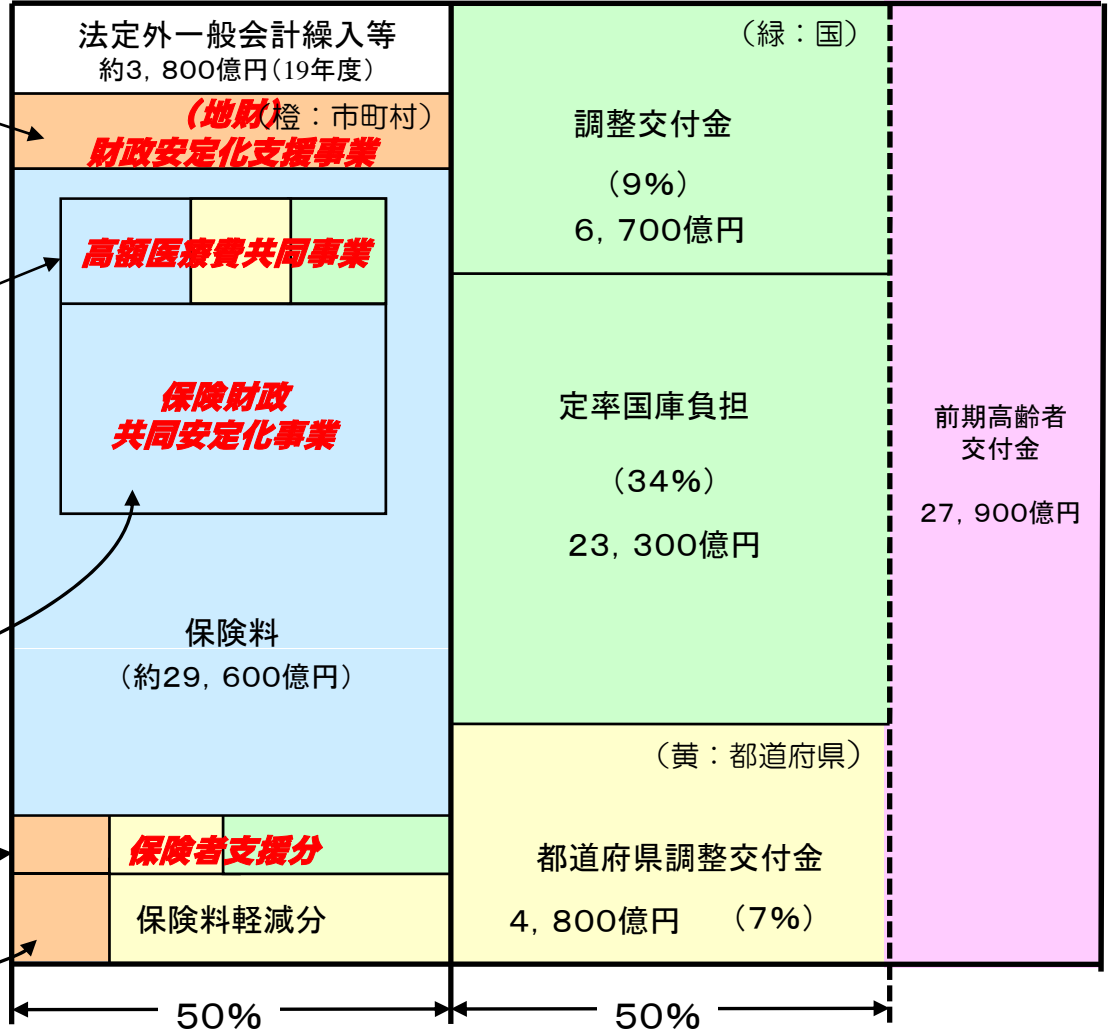 法定外一般会計繰入等
約3,800億円(19年度)
(地財)
(橙:市町村)
財政安定化支援事業
高額医療費共同事業
保険財政
共同安定化事業
保険料
(約29,600億円)
保険者支援分
保険料軽減分
(緑:国)
調整交付金
(9%)
6,700億円
定率国庫負担
(34%)
23,300億円
(黄:都道府県)
都道府県調整交付金
4,800億円 (7%)
前期高齢者
交付金
27,900億円
50%
50%